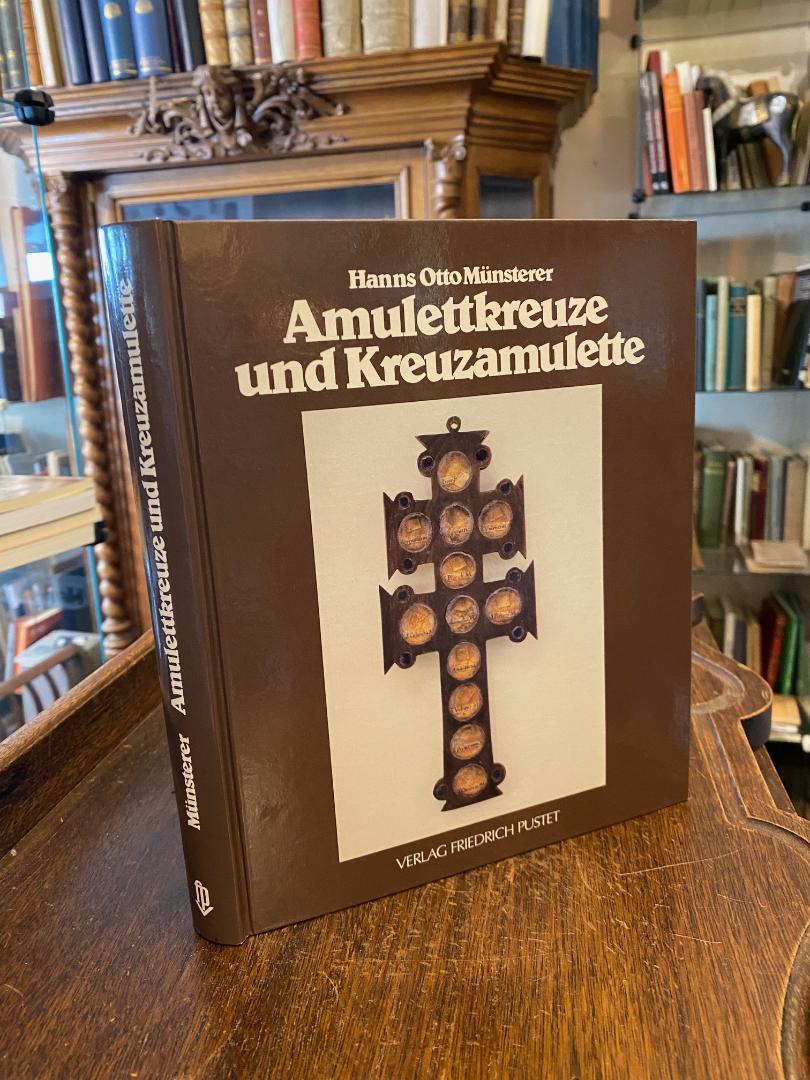 Hanns Otto Münsterer
Amulettkreuze
und Kreuzamulette
VERLAG FRIEDRICH PUSTET
Münsterer Amulettkreuze und Kreuzamulette